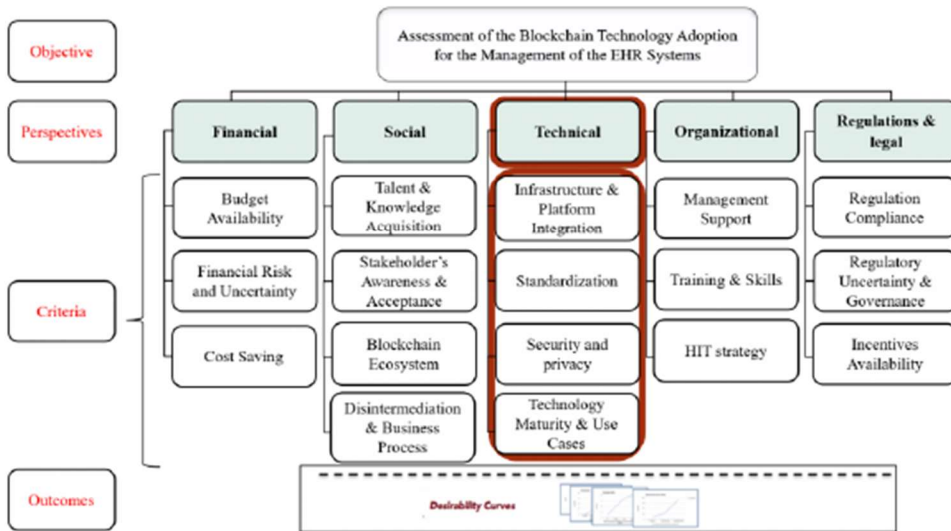 Objective
Assessment of the Blockchain Technology Adoption
for the Management of the EHR Systems
Perspectives
Financial
Social
Technical
Organizational
Regulations &
legal
Criteria
Budget
Availability
Financial Risk
and Uncertainty
Cost Saving
Talent &
Knowledge
Acquisition
Stakeholder's
Awareness &
Acceptance
Blockchain
Ecosystem
Disintermediation
& Business
Process
Infrastructure &
Platform
Integration
Standardization
Security and
privacy
Technology
Maturity & Use
Cases
Management
Support
Training & Skills
HIT strategy
Regulation
Compliance
Regulatory
Uncertainty &
Governance
Incentives
Availability
Outcomes
Desirability Curves